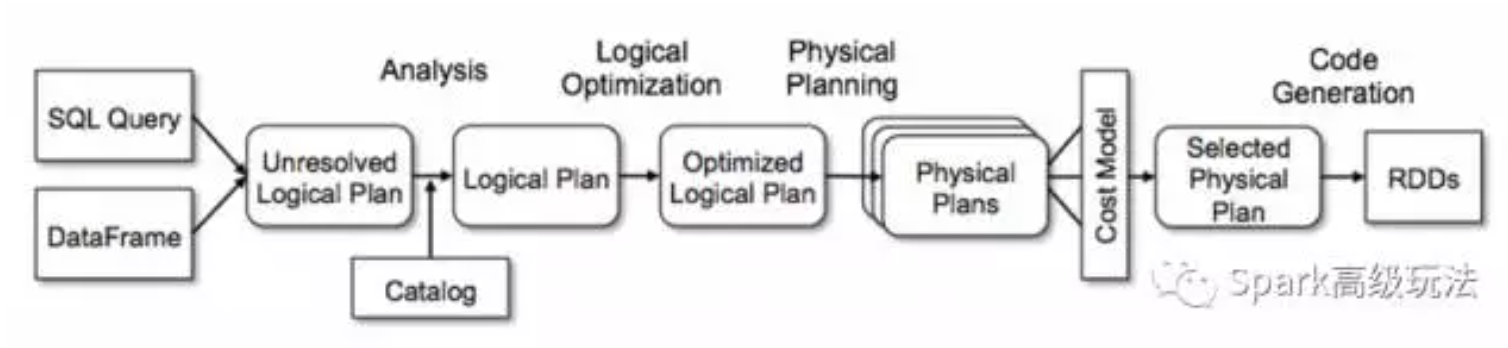 Analysis
Logical
Optimization
Physical
Planning
Code
Generation
SQL Query
DataFrame
Unresolved
Logical Plan
Catalog
Logical Plan
Optimized
Logical Plan
Physical
Plans
Cost Model
Selected
Physical
Plan
RDDs
Spark高级玩法